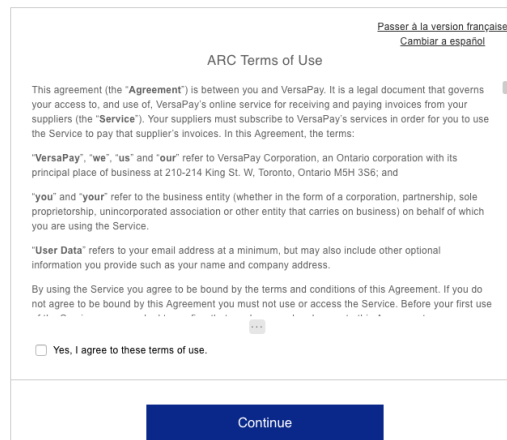 Passer à la version française
Cambiar a español
ARC Terms of Use
This agreement (the “Agreement”) is between you and VersaPay. It is a legal document that governs
your access to, and use of, VersaPay's online service for receiving and paying invoices from your
suppliers (the “Service”). Your suppliers must subscribe to VersaPay's services in order for you to use
the Service to pay that supplier's invoices. In this Agreement, the terms:
“VersaPay”, “we”, “us” and “our” refer to VersaPay Corporation, an Ontario corporation with its
principal place of business at 210-214 King St. W, Toronto, Ontario M5H 3S6; and
“you” and “your” refer to the business entity (whether in the form of a corporation, partnership, sole
proprietorship, unincorporated association or other entity that carries on business) on behalf of which
you are using the Service.
“User Data” refers to your email address at a minimum, but may also include other optional
information you provide such as your name and company address.
By using the Service you agree to be bound by the terms and conditions of this Agreement. If you do
not agree to be bound by this Agreement you must not use or access the Service. Before your first use
Yes, I agree to these terms of use.
Continue